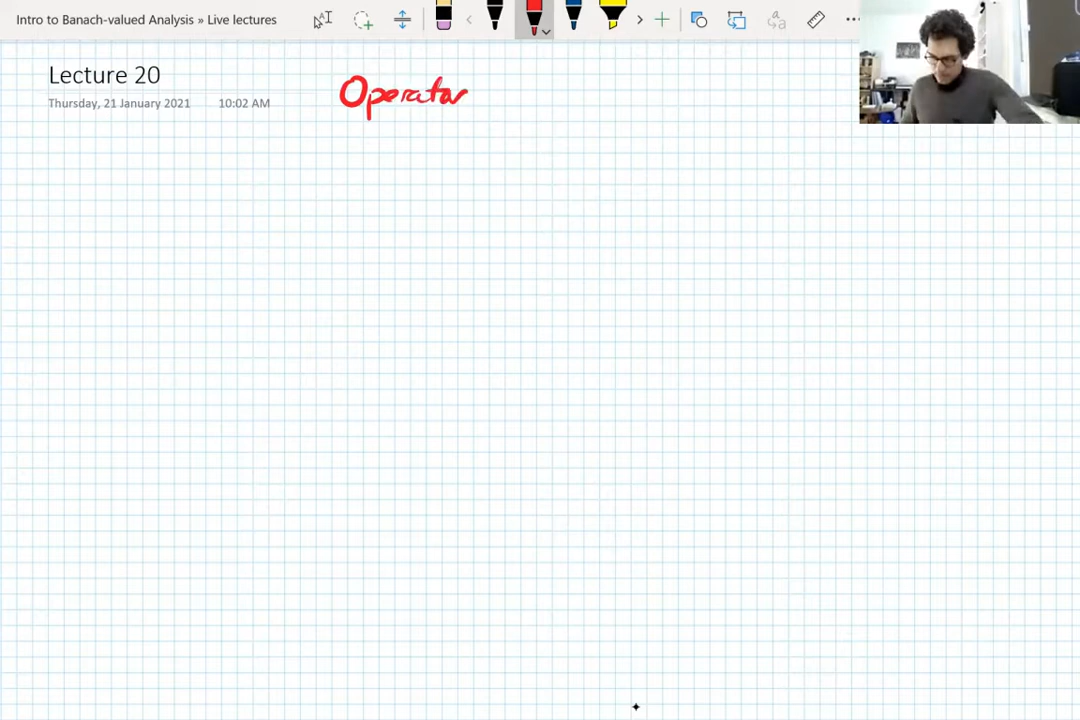 Intro to Banach-valued Analysis » Live lectures
Lecture 20
Thursday, 21 January 2021 10:02 AM
Operator